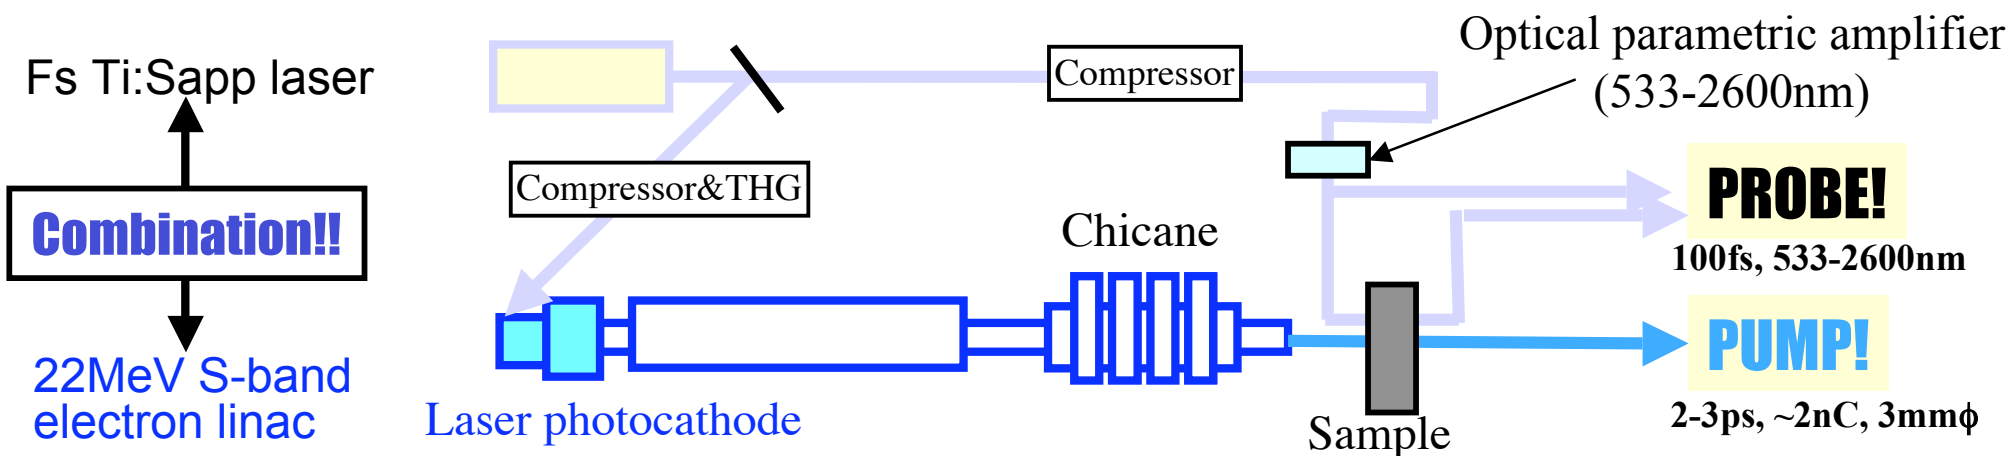 Fs Ti:Sapp laser
Combination!!
22MeV S-band
electron linac
Compressor
Compressor&THG
Optical parametric amplifier
(533-2600nm)
Chicane
Laser photocathode
Sample
PROBE!
100fs, 533-2600nm
PUMP!
2-3ps, ~2nC, 3mmϕ